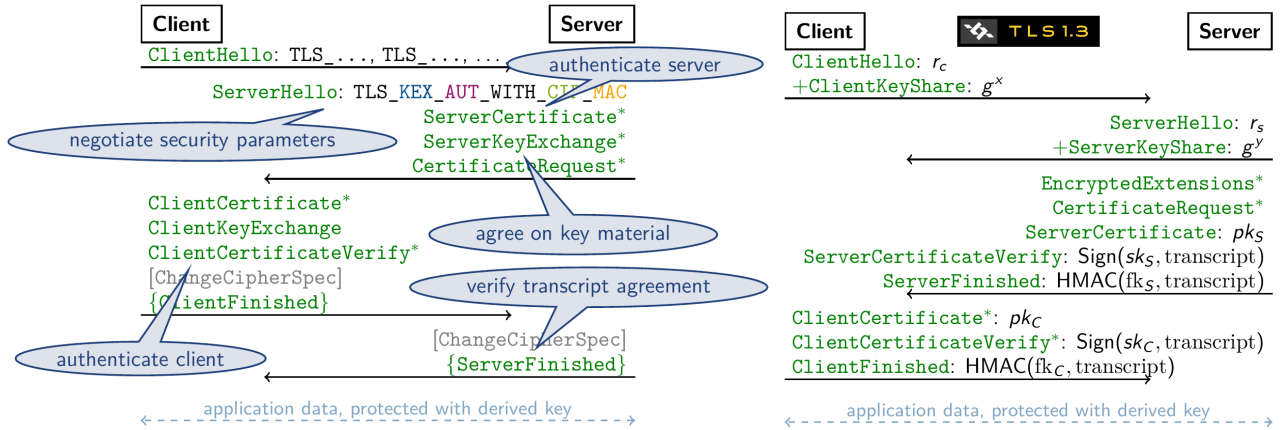 Client
Server
ClientHello: TLS_..., TLS_..., ...
authenticate server
ServerHello: TLS_KEX_AUT_WITH_CIP_MAC
ServerCertificate*
negotiate security parameters
ServerKeyExchange*
CertificateRequest*
ClientCertificate*
ClientKeyExchange
agree on key material
ClientCertificateVerify*
[ChangeCipherSpec]
verify transcript agreement
{ClientFinished}
[ChangeCipherSpec]
authenticate client
{ServerFinished}
application data, protected with derived key
Client
TLS 1.3
Server
ClientHello: r_c
+ClientKeyShare: g^x
ServerHello: r_s
+ServerKeyShare: g^y
EncryptedExtensions*
CertificateRequest*
ServerCertificate: pk_S
ServerCertificateVerify: Sign(sk_S, transcript)
ServerFinished: HMAC(fk_S, transcript)
ClientCertificate*: pk_C
ClientCertificateVerify*: Sign(sk_C, transcript)
ClientFinished: HMAC(fk_C, transcript)
application data, protected with derived key